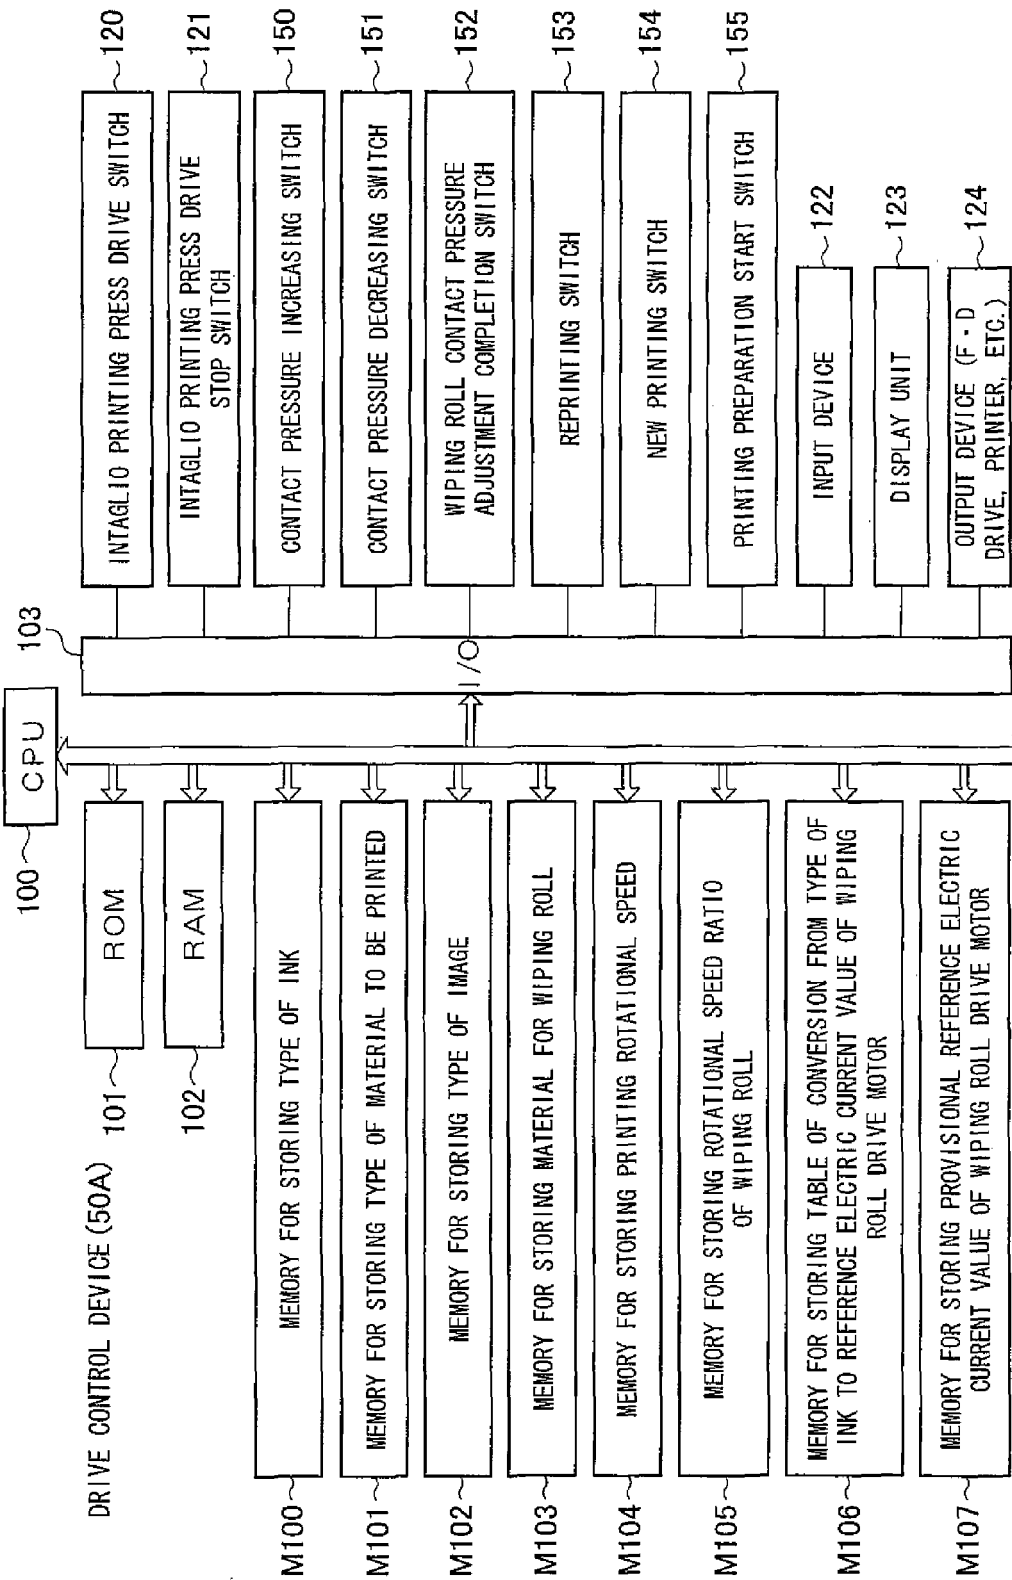 DRIVE CONTROL DEVICE (50A)
100
CPU
103
I/O
101
ROM
102
RAM
M100
MEMORY FOR STORING TYPE OF INK
M101
MEMORY FOR STORING TYPE OF MATERIAL TO BE PRINTED
M102
MEMORY FOR STORING TYPE OF IMAGE
M103
MEMORY FOR STORING MATERIAL FOR WIPING ROLL
M104
MEMORY FOR STORING PRINTING ROTATIONAL SPEED
M105
MEMORY FOR STORING ROTATIONAL SPEED RATIO
OF WIPING ROLL
M106
MEMORY FOR STORING TABLE OF CONVERSION FROM TYPE OF
INK TO REFERENCE ELECTRIC CURRENT VALUE OF WIPING
ROLL DRIVE MOTOR
M107
MEMORY FOR STORING PROVISIONAL REFERENCE ELECTRIC
CURRENT VALUE OF WIPING ROLL DRIVE MOTOR
INTAGLIO PRINTING PRESS DRIVE SWITCH
120
INTAGLIO PRINTING PRESS DRIVE
STOP SWITCH
121
CONTACT PRESSURE INCREASING SWITCH
150
CONTACT PRESSURE DECREASING SWITCH
151
WIPING ROLL CONTACT PRESSURE
ADJUSTMENT COMPLETION SWITCH
152
REPRINTING SWITCH
153
NEW PRINTING SWITCH
154
PRINTING PREPARATION START SWITCH
155
INPUT DEVICE
122
DISPLAY UNIT
123
OUTPUT DEVICE (F・D
DRIVE, PRINTER, ETC.)
124